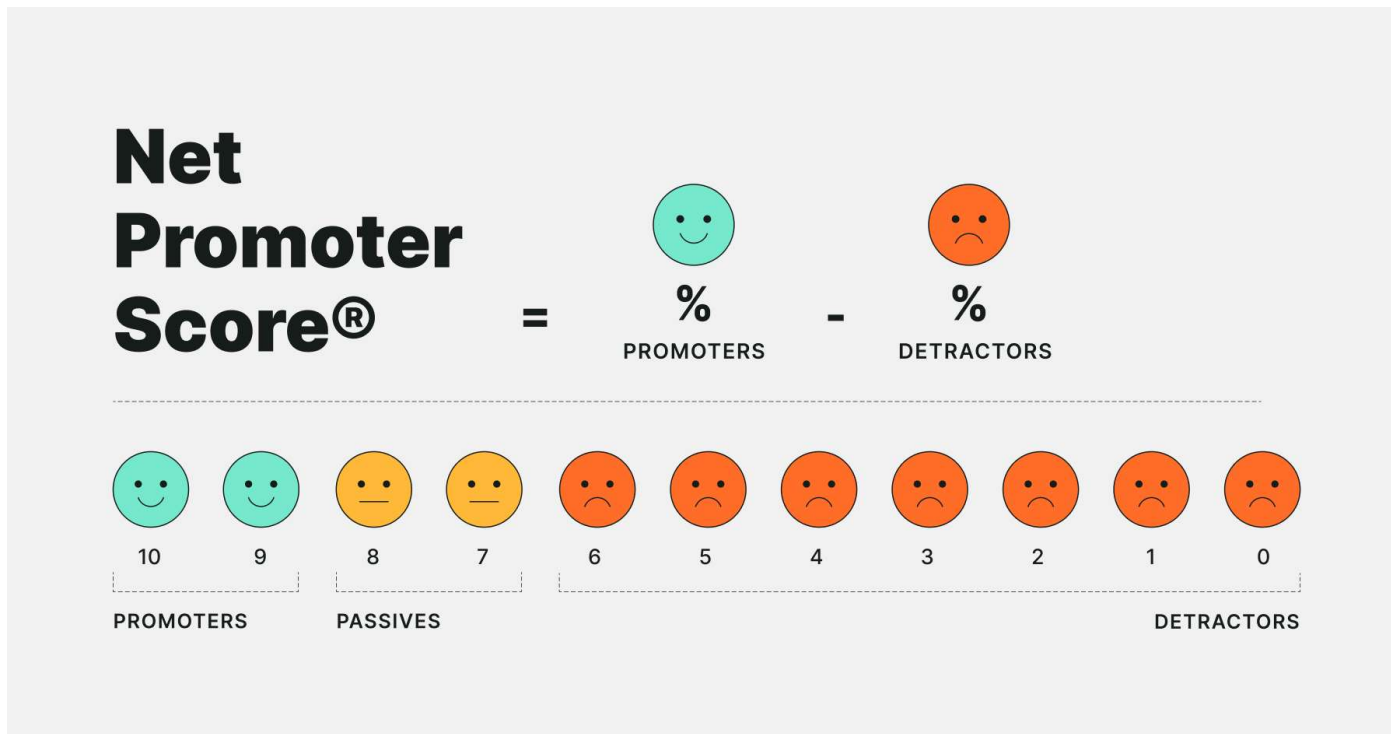 Net
Promoter
Score®
=
%
-
%
PROMOTERS
DETRACTORS
10 9 8 7 6 5 4 3 2 1 0
PROMOTERS PASSIVES DETRACTORS